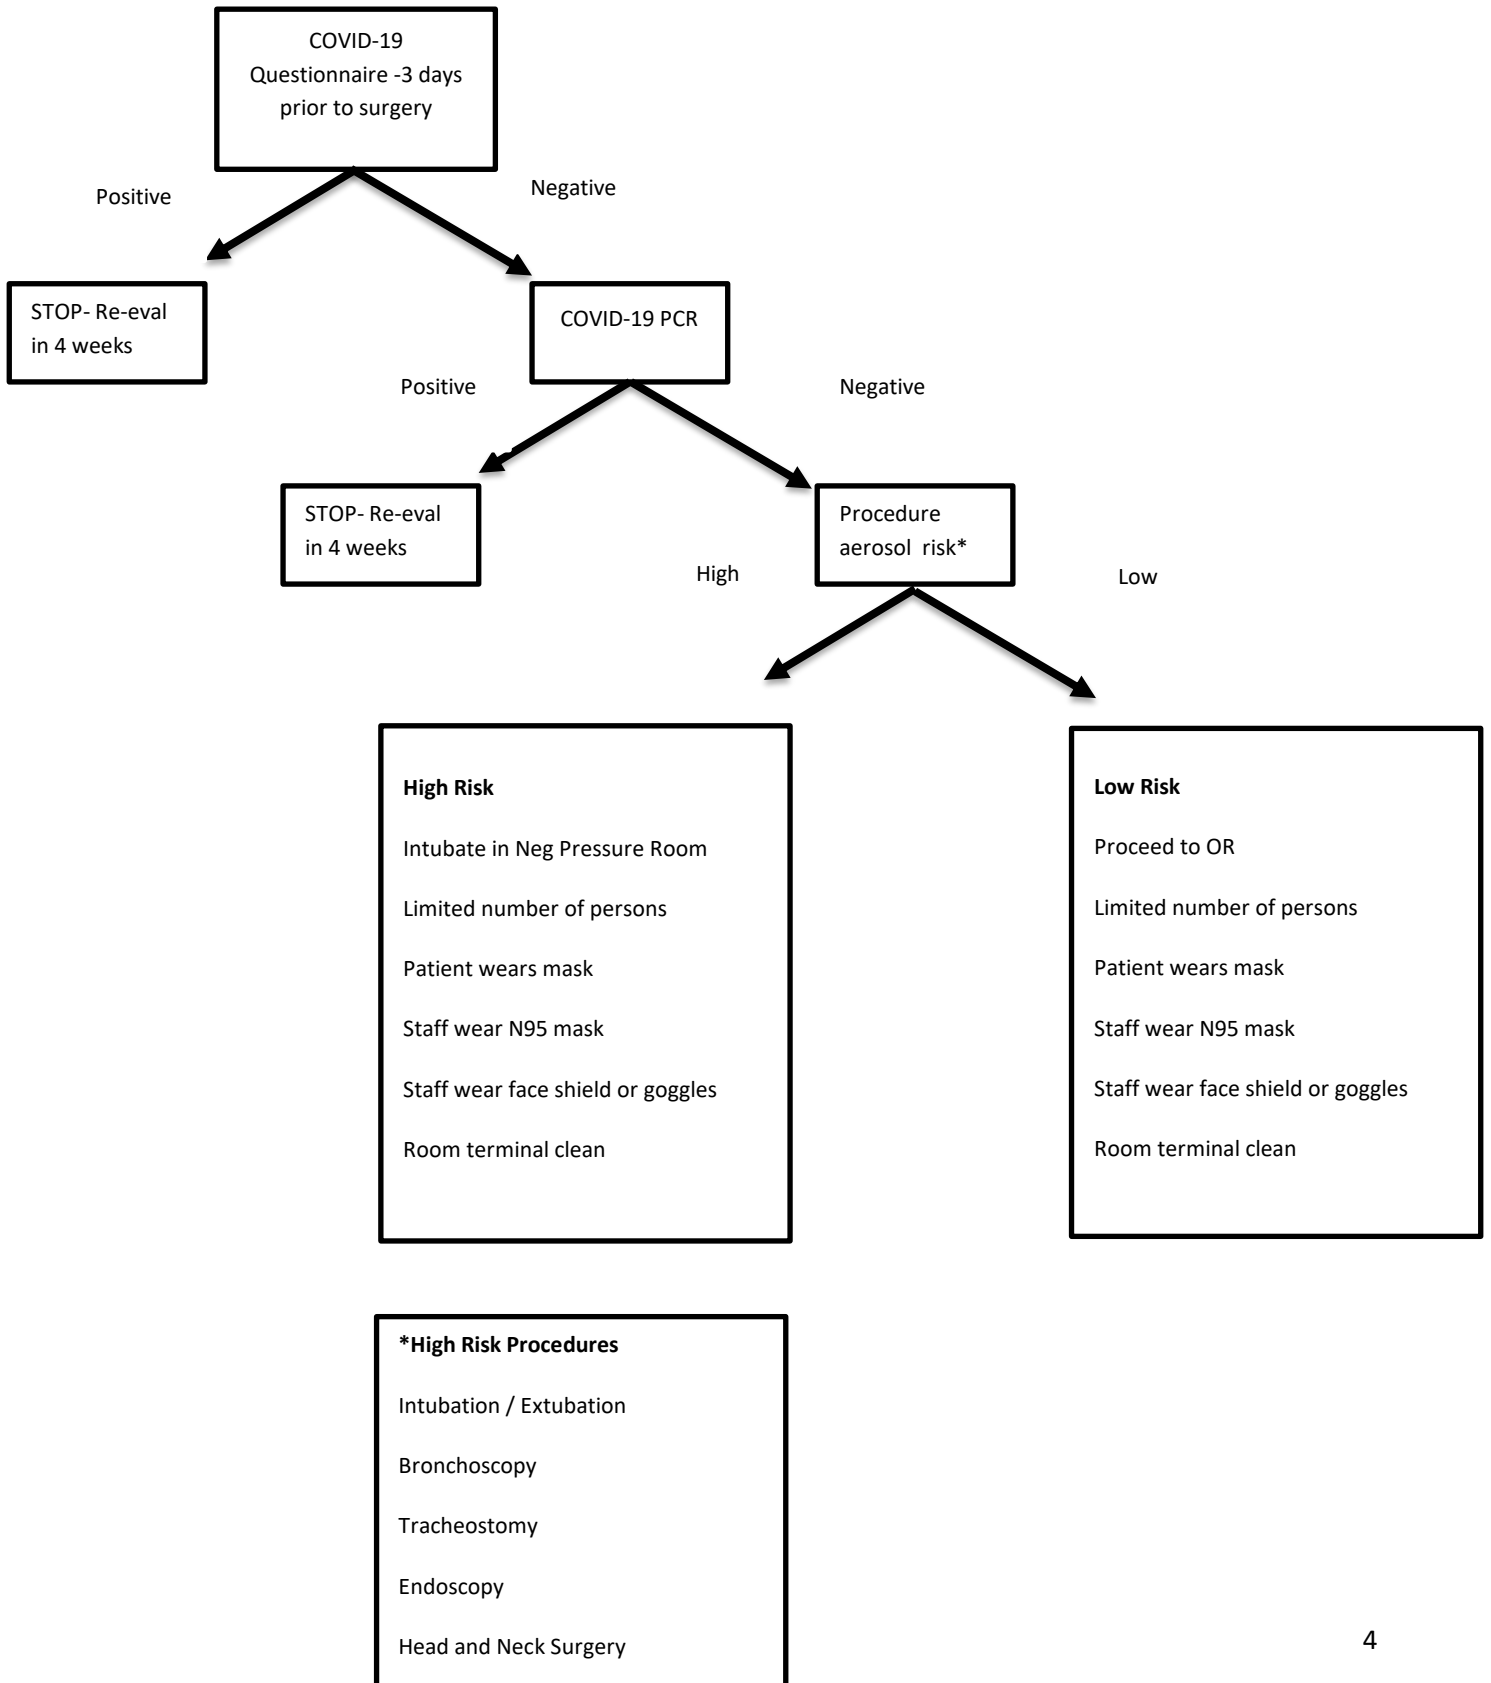 COVID-19
Questionnaire -3 days
prior to surgery
Positive
Negative
STOP- Re-eval
in 4 weeks
COVID-19 PCR
Positive
Negative
STOP- Re-eval
in 4 weeks
Procedure
aerosol risk*
High
Low
High Risk
Intubate in Neg Pressure Room
Limited number of persons
Patient wears mask
Staff wear N95 mask
Staff wear face shield or goggles
Room terminal clean
Low Risk
Proceed to OR
Limited number of persons
Patient wears mask
Staff wear N95 mask
Staff wear face shield or goggles
Room terminal clean
*High Risk Procedures
Intubation / Extubation
Bronchoscopy
Tracheostomy
Endoscopy
Head and Neck Surgery
4